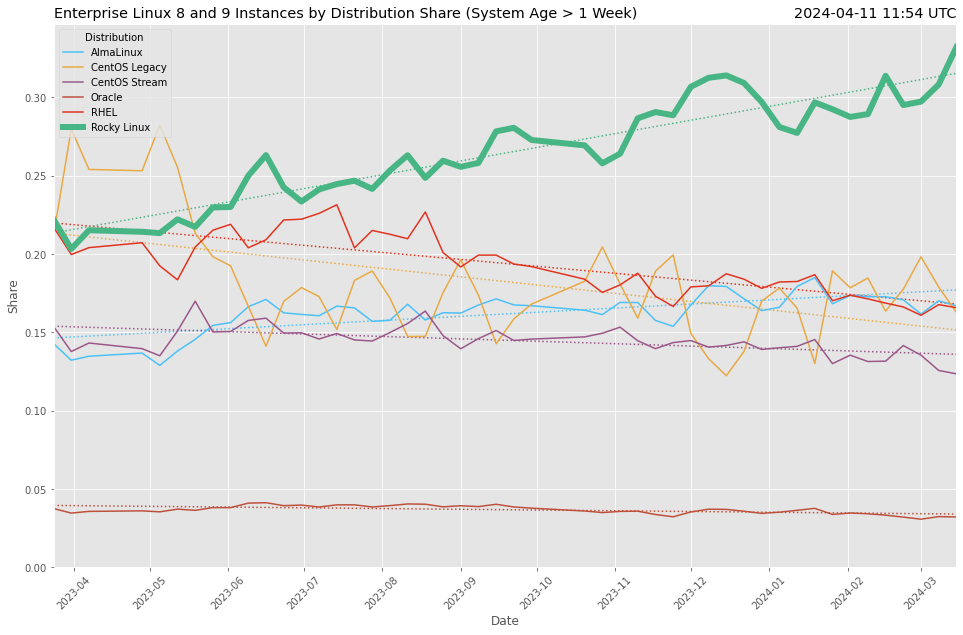 Enterprise Linux 8 and 9 Instances by Distribution Share (System Age > 1 Week) 2024-04-11 11:54 UTC
Distribution
AlmaLinux
CentOS Legacy
CentOS Stream
Oracle
RHEL
Rocky Linux
0.30
0.25
0.20
0.15
0.10
0.05
0.00
Share
2023-04 2023-05 2023-06 2023-07 2023-08 2023-09 2023-10 2023-11 2023-12 2024-01 2024-02 2024-03
Date